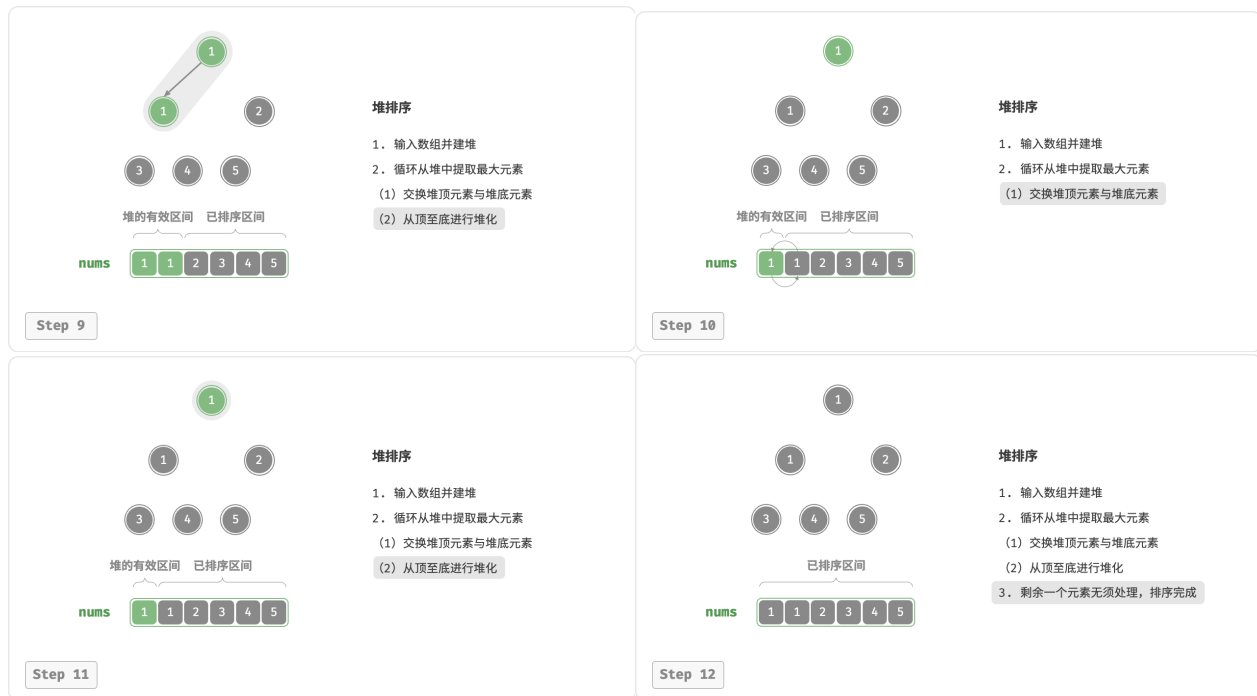 1
1
2
3
4
5
堆的有效区间 已排序区间
nums 1 1 2 3 4 5
堆排序
1. 输入数组并建堆
2. 循环从堆中提取最大元素
（1）交换堆顶元素与堆底元素
（2）从顶至底进行堆化
Step 9
1
1
2
3
4
5
堆的有效区间 已排序区间
nums 1 1 2 3 4 5
堆排序
1. 输入数组并建堆
2. 循环从堆中提取最大元素
（1）交换堆顶元素与堆底元素
Step 10
1
1
2
3
4
5
堆的有效区间 已排序区间
nums 1 1 2 3 4 5
堆排序
1. 输入数组并建堆
2. 循环从堆中提取最大元素
（1）交换堆顶元素与堆底元素
（2）从顶至底进行堆化
Step 11
1
1
2
3
4
5
已排序区间
nums 1 1 2 3 4 5
堆排序
1. 输入数组并建堆
2. 循环从堆中提取最大元素
（1）交换堆顶元素与堆底元素
（2）从顶至底进行堆化
3. 剩余一个元素无须处理，排序完成
Step 12